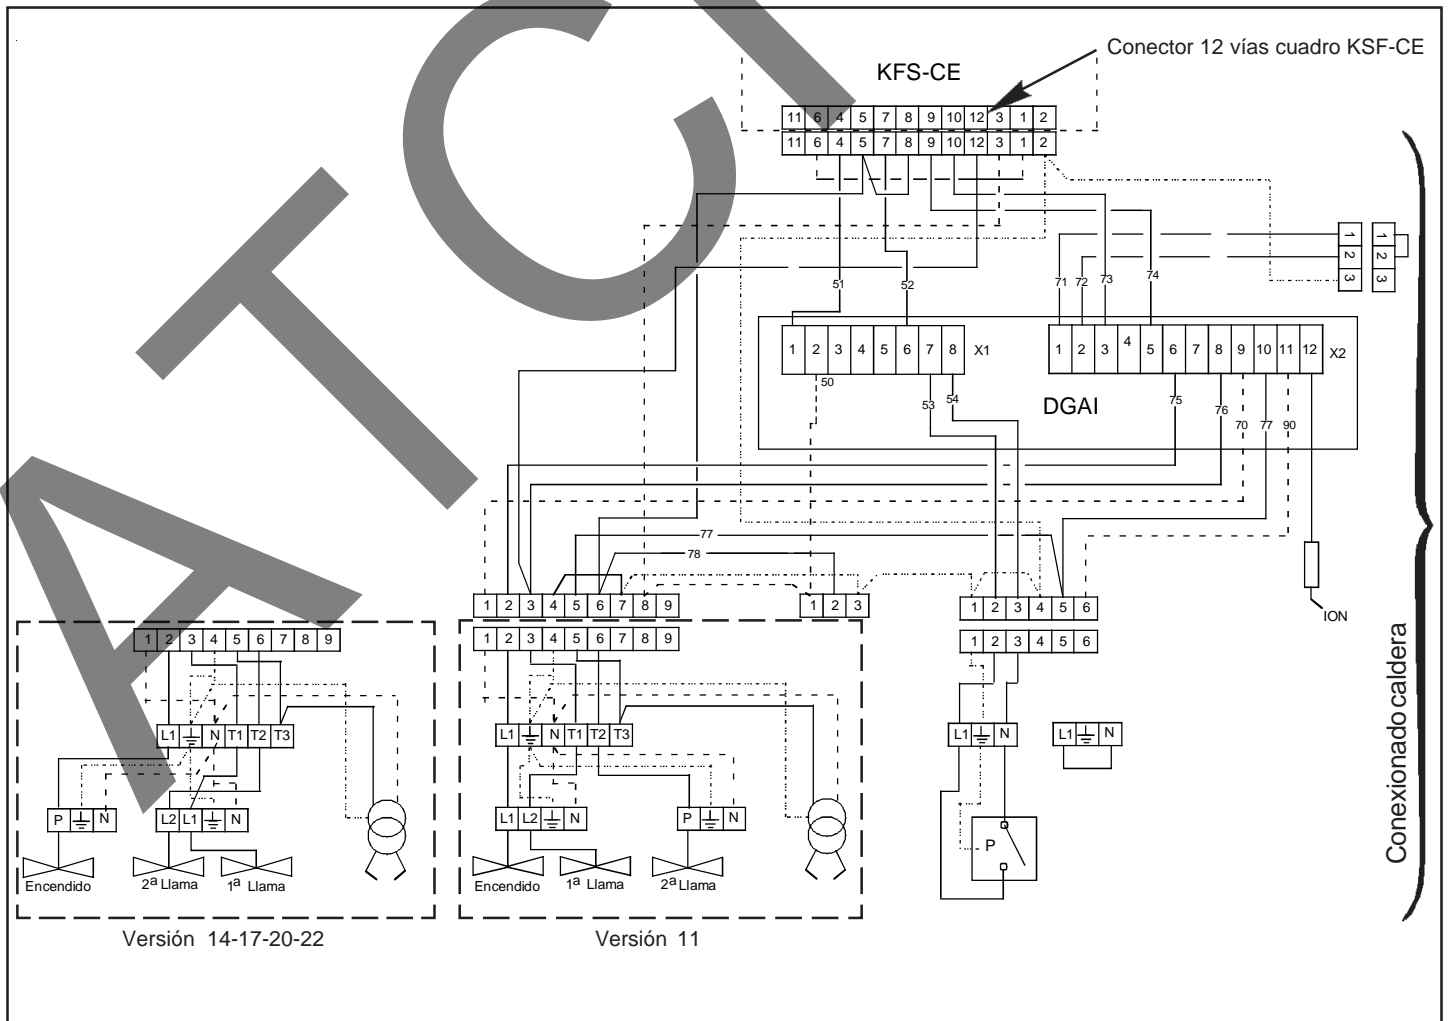 Conector 12 vías cuadro KSF-CE
KFS-CE
11 6 4 5 7 8 9 10 12 3 1 2
11 6 4 5 7 8 9 10 12 3 1 2
1 2 3
1 2 3
51 52 71 72 73 74
1 2 3 4 5 6 7 8 X1
1 2 3 4 5 6 7 8 9 10 11 12 X2
50 53 54 DGAI 75 76 70 77 90
77
78
ION
1 2 3 4 5 6 7 8 9
1 2 3
1 2 3 4 5 6
1 2 3 4 5 6 7 8 9
1 2 3 4 5 6 7 8 9
1 2 3 4 5 6
L1 N T1 T2 T3
L1 N T1 T2 T3
L1 N
L1 N
P N
L2 L1 N
L1 L2 N
P N
P
Encendido
2ª Llama
1ª Llama
Encendido
1ª Llama
2ª Llama
Versión 14-17-20-22
Versión 11
Conexionado caldera
ATC